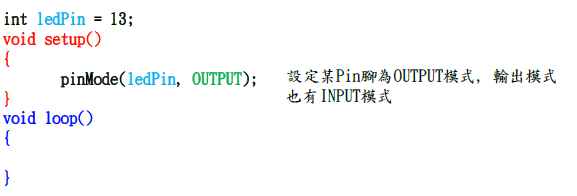 int ledPin = 13;
void setup()
{
pinMode(ledPin, OUTPUT); 設定某Pin腳為OUTPUT模式, 輸出模式
} 也有INPUT模式
void loop()
{
}